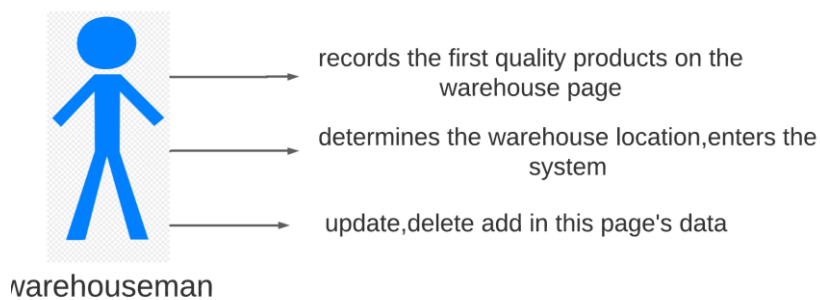 records the first quality products on the
warehouse page
determines the warehouse location,enters the
system
update,delete add in this page's data
warehouseman